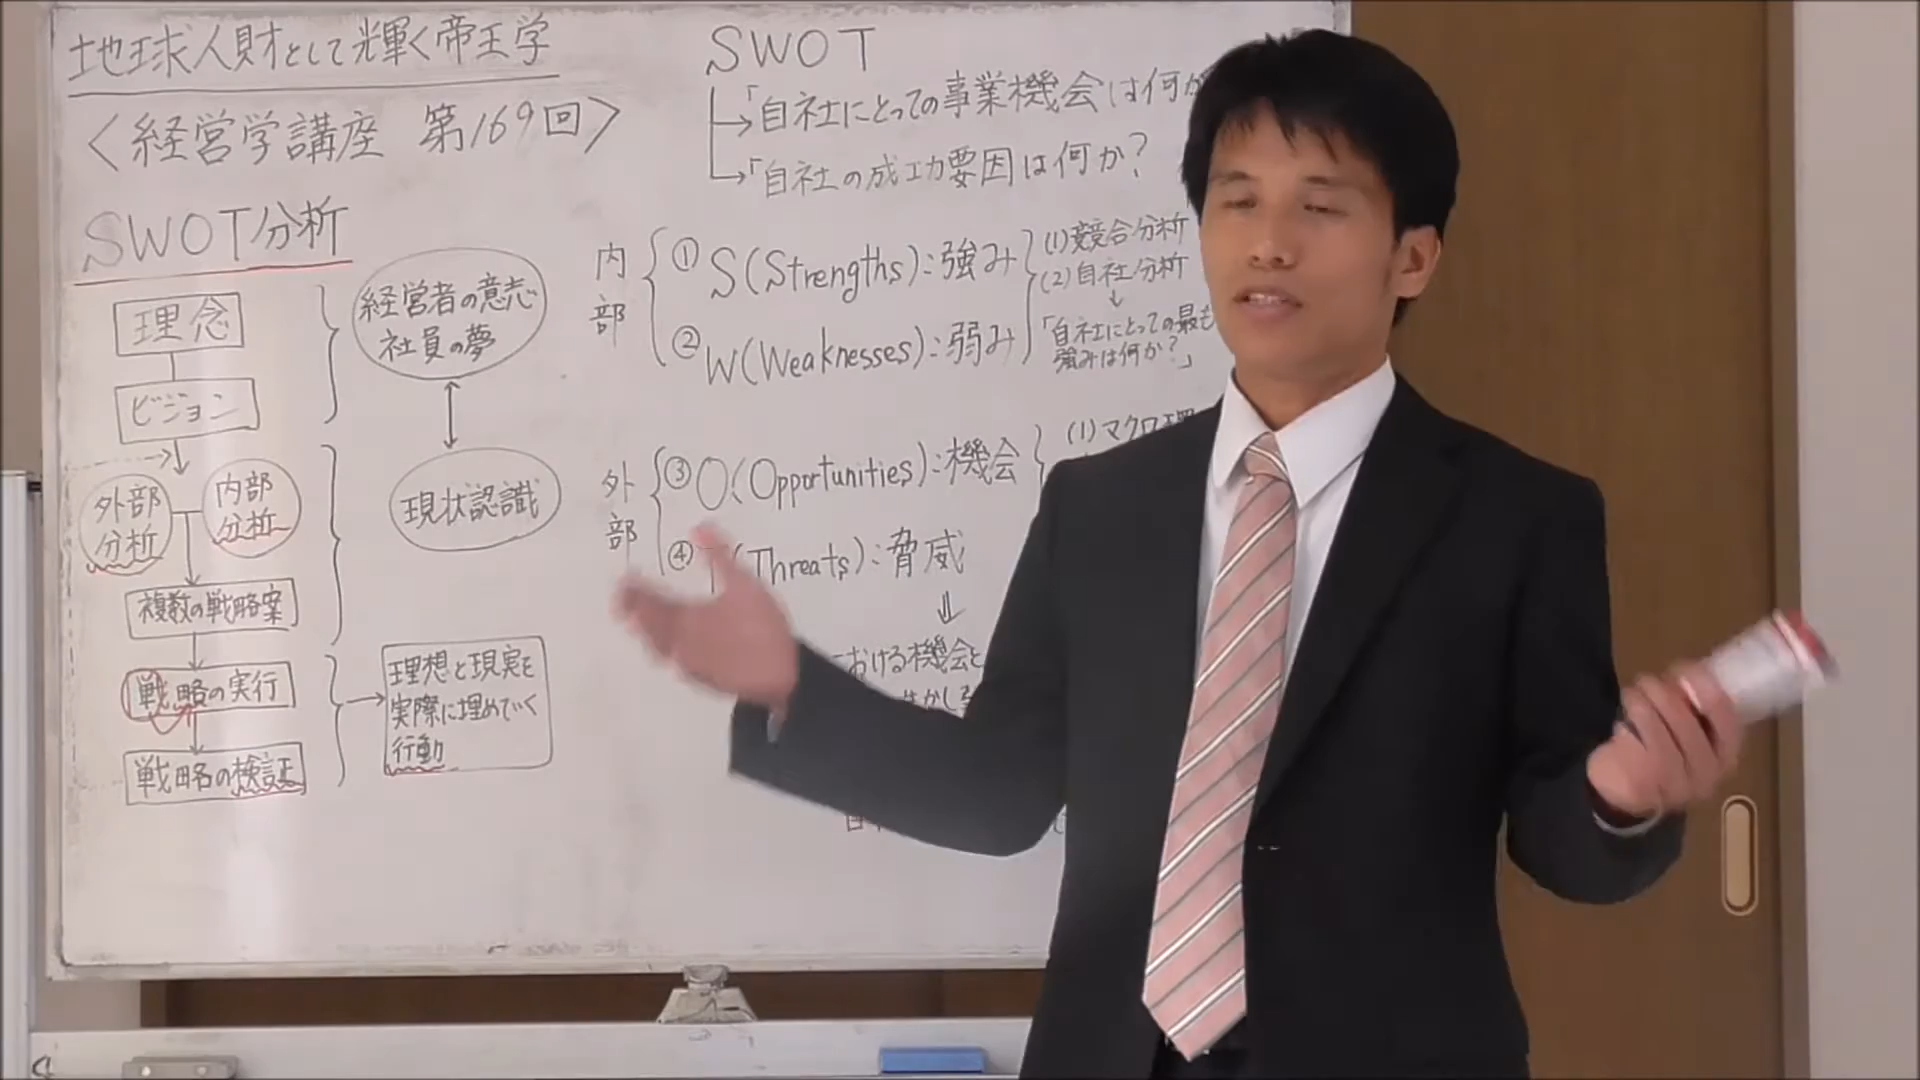 地球人財として輝く帝王学
〈経営学講座 第169回〉
SWOT分析
理念
ビジョン
外部
分析
内部
分析
複数の戦略案
戦略の実行
戦略の検証
経営者の意志
社員の夢
現状認識
理想と現実を
実際に埋めていく
行動
SWOT
「自社にとっての事業機会は何か
「自社の成功要因は何か?
内部
① S(Strengths):強み
② W(Weaknesses):弱み
(1)競合分析
(2)自社分析
「自社にとっての最も
強みは何か?」
外部
③ O(Opportunities):機会
④ T(Threats):脅威
(1)マクロ環
おける機会と